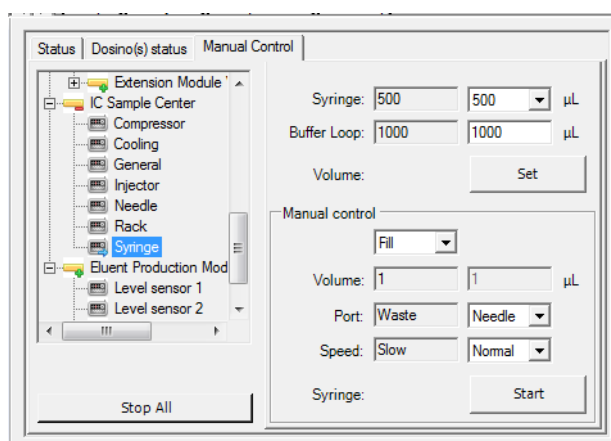 Status Dosino(s) status Manual Control
Extension Module
IC Sample Center
Compressor
Cooling
General
Injector
Needle
Rack
Syringe
Eluent Production Mod
Level sensor 1
Level sensor 2
Stop All
Syringe: 500 500 µL
Buffer Loop: 1000 1000 µL
Volume: Set
Manual control
Fill
Volume: 1 1 µL
Port: Waste Needle
Speed: Slow Normal
Syringe: Start